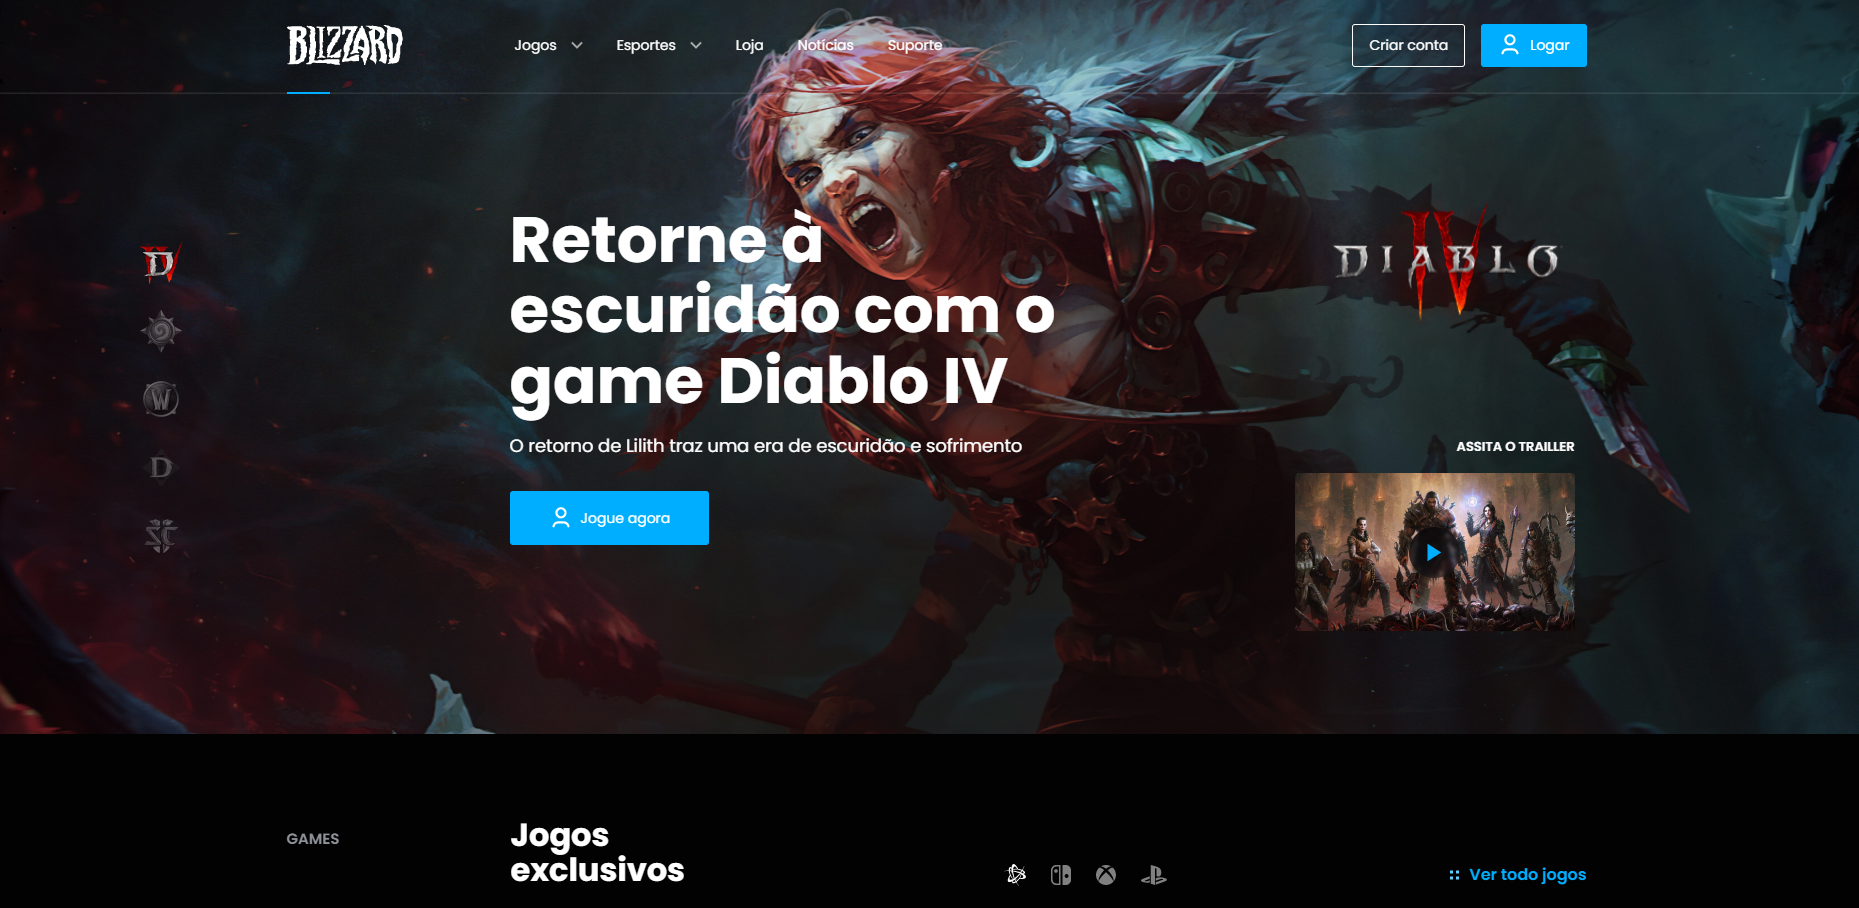 BLIZZARD
Jogos
Esportes
Loja
Notícias
Suporte
Criar conta
Logar
Retorne à
escuridão com o
game Diablo IV
O retorno de Lilith traz uma era de escuridão e sofrimento
Jogue agora
DIABLO IV
ASSITA O TRAILLER
GAMES
Jogos
exclusivos
Ver todo jogos